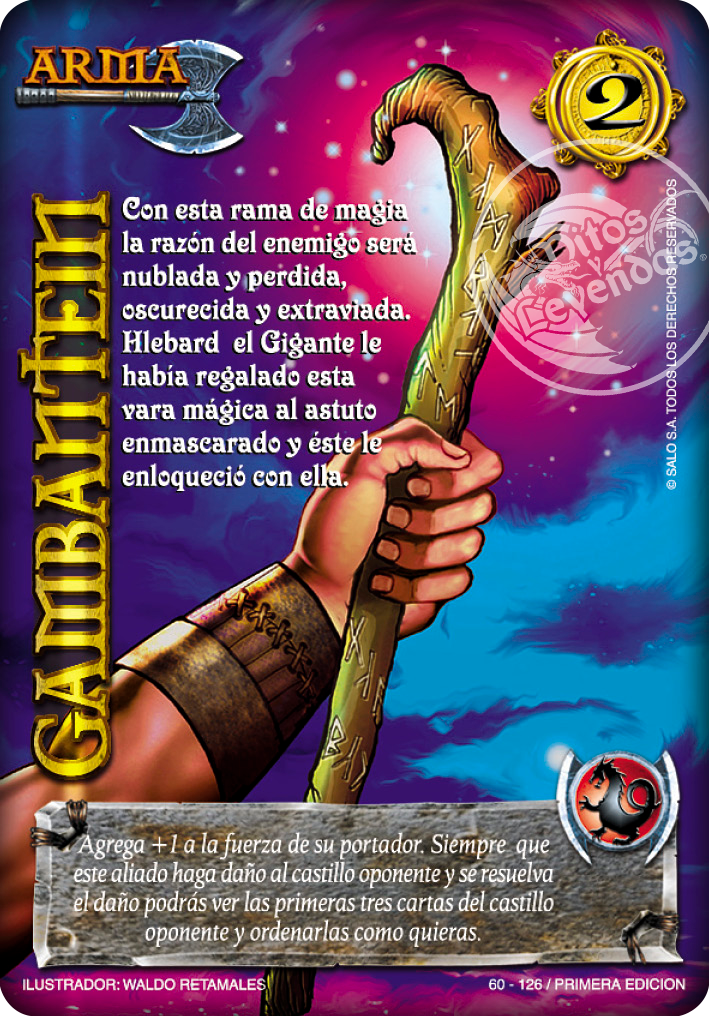 ARMA
2
GAMBANTEIN
Con esta rama de magia
la razón del enemigo será
nublada y perdida,
oscurecida y extraviada.
Hlebard el Gigante le
había regalado esta
vara mágica al astuto
enmascarado y éste le
enloqueció con ella.
Mitos
y
Leyendas
© SALO S.A. TODOS LOS DERECHOS RESERVADOS
Agrega +1 a la fuerza de su portador. Siempre que
este aliado haga daño al castillo oponente y se resuelva
el daño podrás ver las primeras tres cartas del castillo
oponente y ordenarlas como quieras.
ILUSTRADOR: WALDO RETAMALES
60 - 126 / PRIMERA EDICION